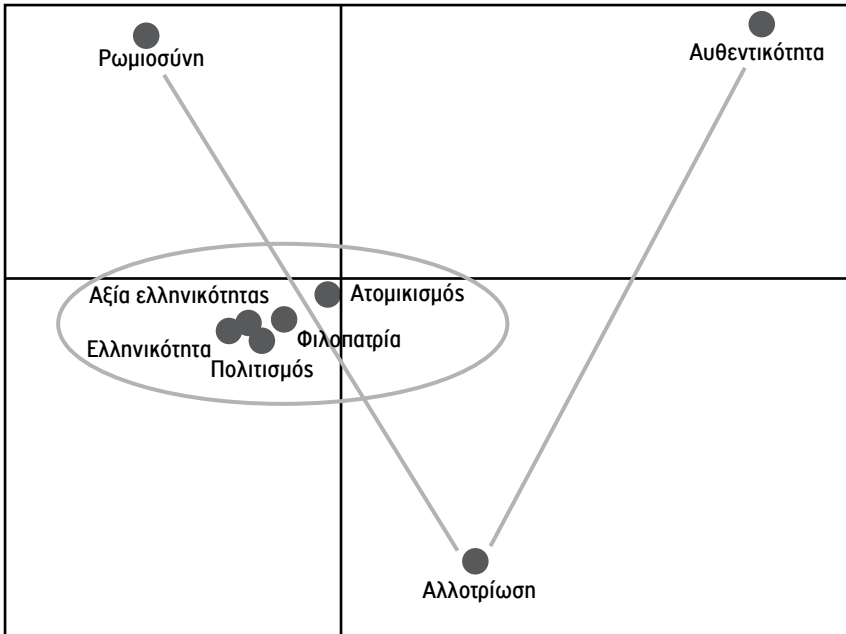 Ρωμιοσύνη
Αυθεντικότητα
Αξία ελληνικότητας
Ατομικισμός
Ελληνικότητα
Φιλοπατρία
Πολιτισμός
Αλλοτρίωση